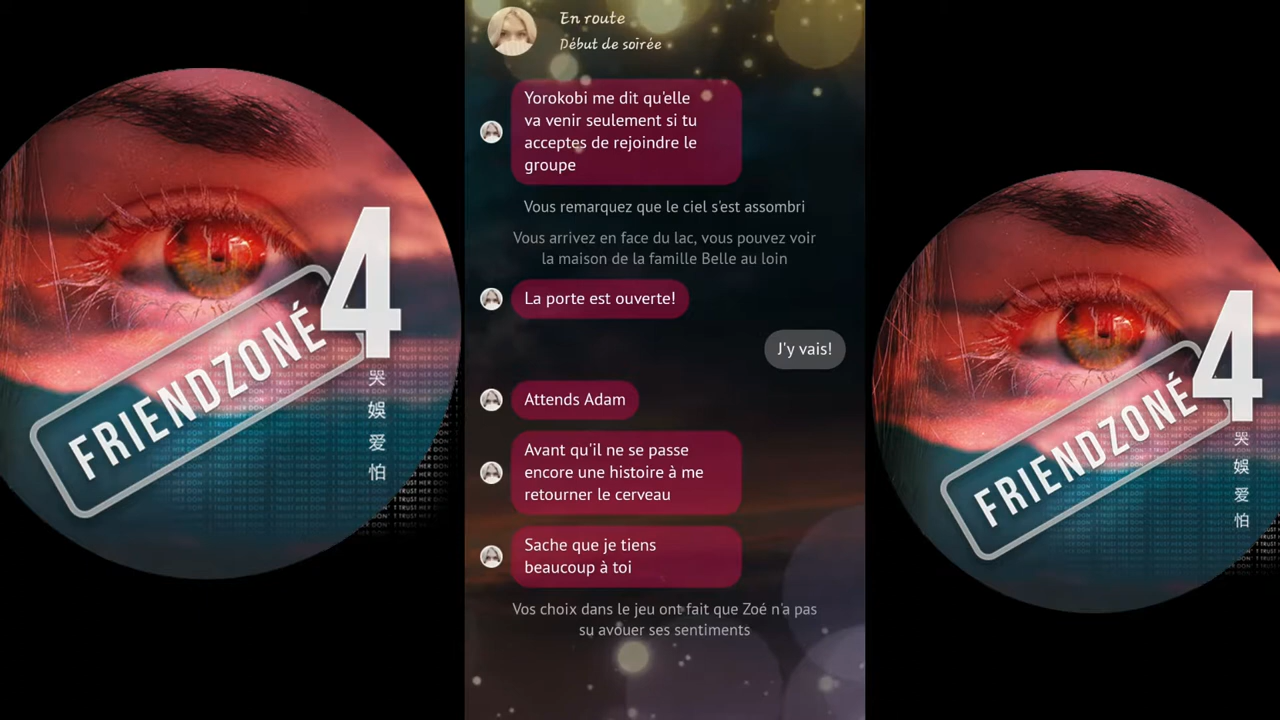 En route
Début de soirée
Yorokobi me dit qu'elle
va venir seulement si tu
acceptes de rejoindre le
groupe
Vous remarquez que le ciel s'est assombri
Vous arrivez en face du lac, vous pouvez voir
la maison de la famille Belle au loin
La porte est ouverte!
J'y vais!
Attends Adam
Avant qu'il ne se passe
encore une histoire à me
retourner le cerveau
Sache que je tiens
beaucoup à toi
Vos choix dans le jeu ont fait que Zoé n'a pas
su avouer ses sentiments
FRIENDZONÉ
4
哭
娯
爱
怕
FRIENDZONÉ
4
哭
娯
爱
怕